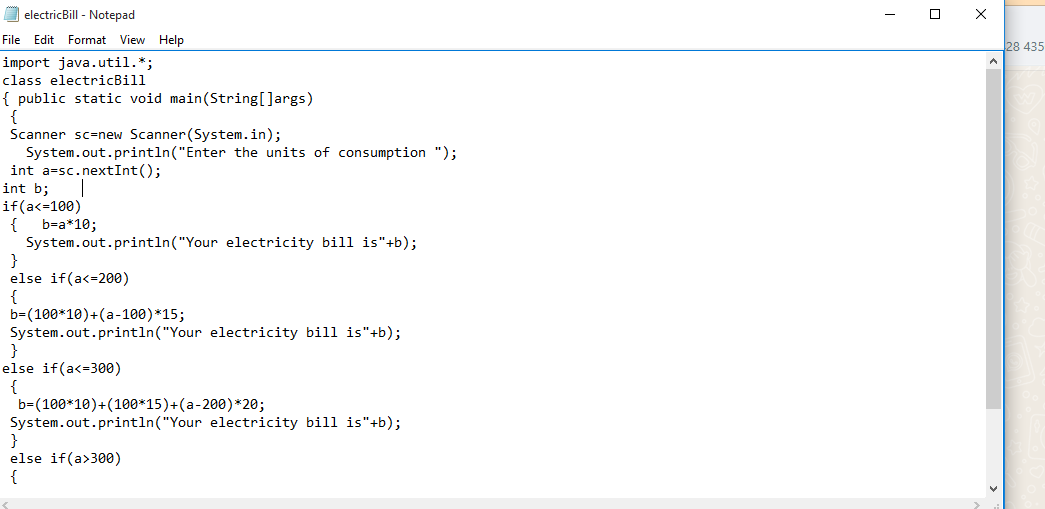 electricBill - Notepad
File Edit Format View Help
28 435
import java.util.*;
class electricBill
{ public static void main(String[]args)
 {
 Scanner sc=new Scanner(System.in);
   System.out.println("Enter the units of consumption ");
 int a=sc.nextInt();
int b;
if(a<=100)
 {   b=a*10;
   System.out.println("Your electricity bill is"+b);
 }
 else if(a<=200)
 {
 b=(100*10)+(a-100)*15;
 System.out.println("Your electricity bill is"+b);
 }
else if(a<=300)
 {
  b=(100*10)+(100*15)+(a-200)*20;
 System.out.println("Your electricity bill is"+b);
 }
 else if(a>300)
 {